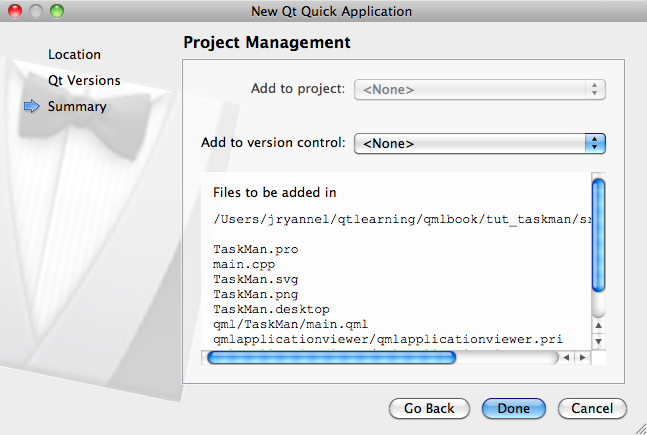 New Qt Quick Application
Location
Qt Versions
Summary
Project Management
Add to project: <None>
Add to version control: <None>
Files to be added in
/Users/jryannel/qtlearning/qmlbook/tut_taskman/sr
TaskMan.pro
main.cpp
TaskMan.svg
TaskMan.png
TaskMan.desktop
qml/TaskMan/main.qml
qmlapplicationviewer/qmlapplicationviewer.pri
Go Back
Done
Cancel